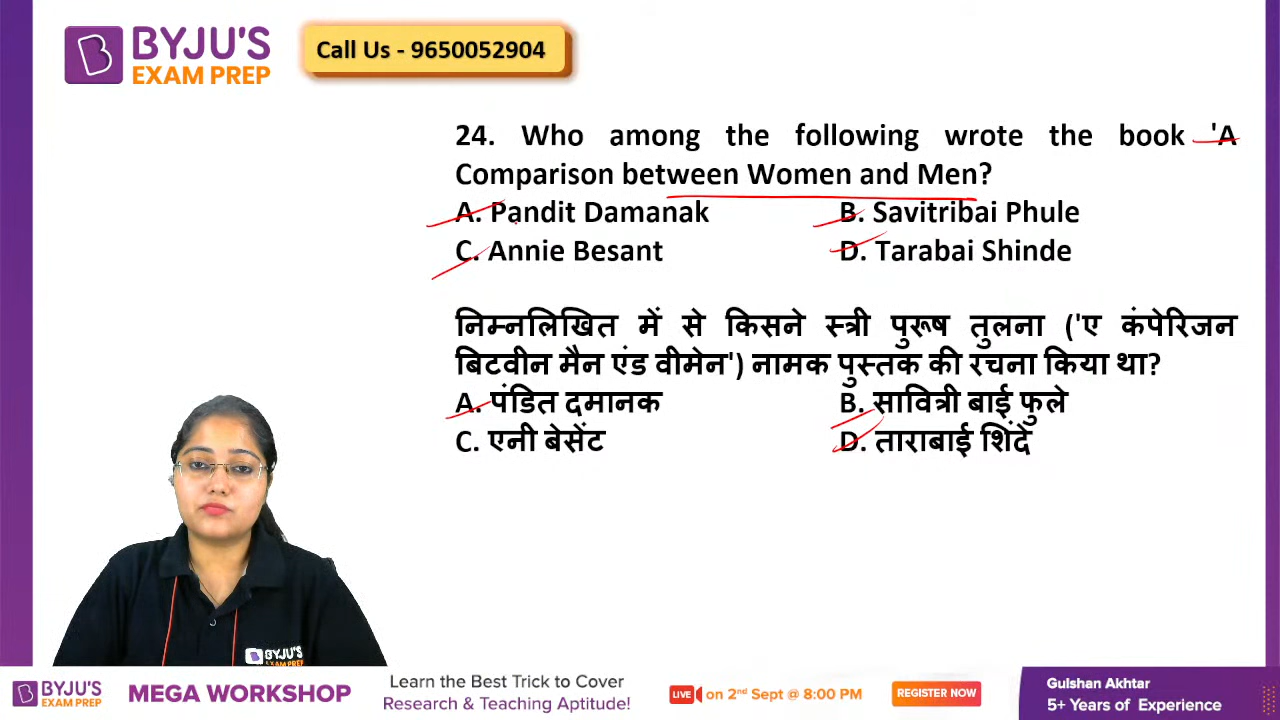 BYJU'S
EXAM PREP
Call Us - 9650052904
24. Who among the following wrote the book 'A
Comparison between Women and Men?
A. Pandit Damanak B. Savitribai Phule
C. Annie Besant D. Tarabai Shinde
निम्नलिखित में से किसने स्त्री पुरूष तुलना ('ए कंपेरिजन
बिटवीन मैन एंड वीमेन') नामक पुस्तक की रचना किया था?
A. पंडित दमानक B. सावित्री बाई फुले
C. एनी बेसेंट D. ताराबाई शिंदे
BYJU'S
EXAM PREP
BYJU'S
EXAM PREP
MEGA WORKSHOP
Learn the Best Trick to Cover
Research & Teaching Aptitude!
LIVE on 2nd Sept @ 8:00 PM
REGISTER NOW
Gulshan Akhtar
5+ Years of Experience